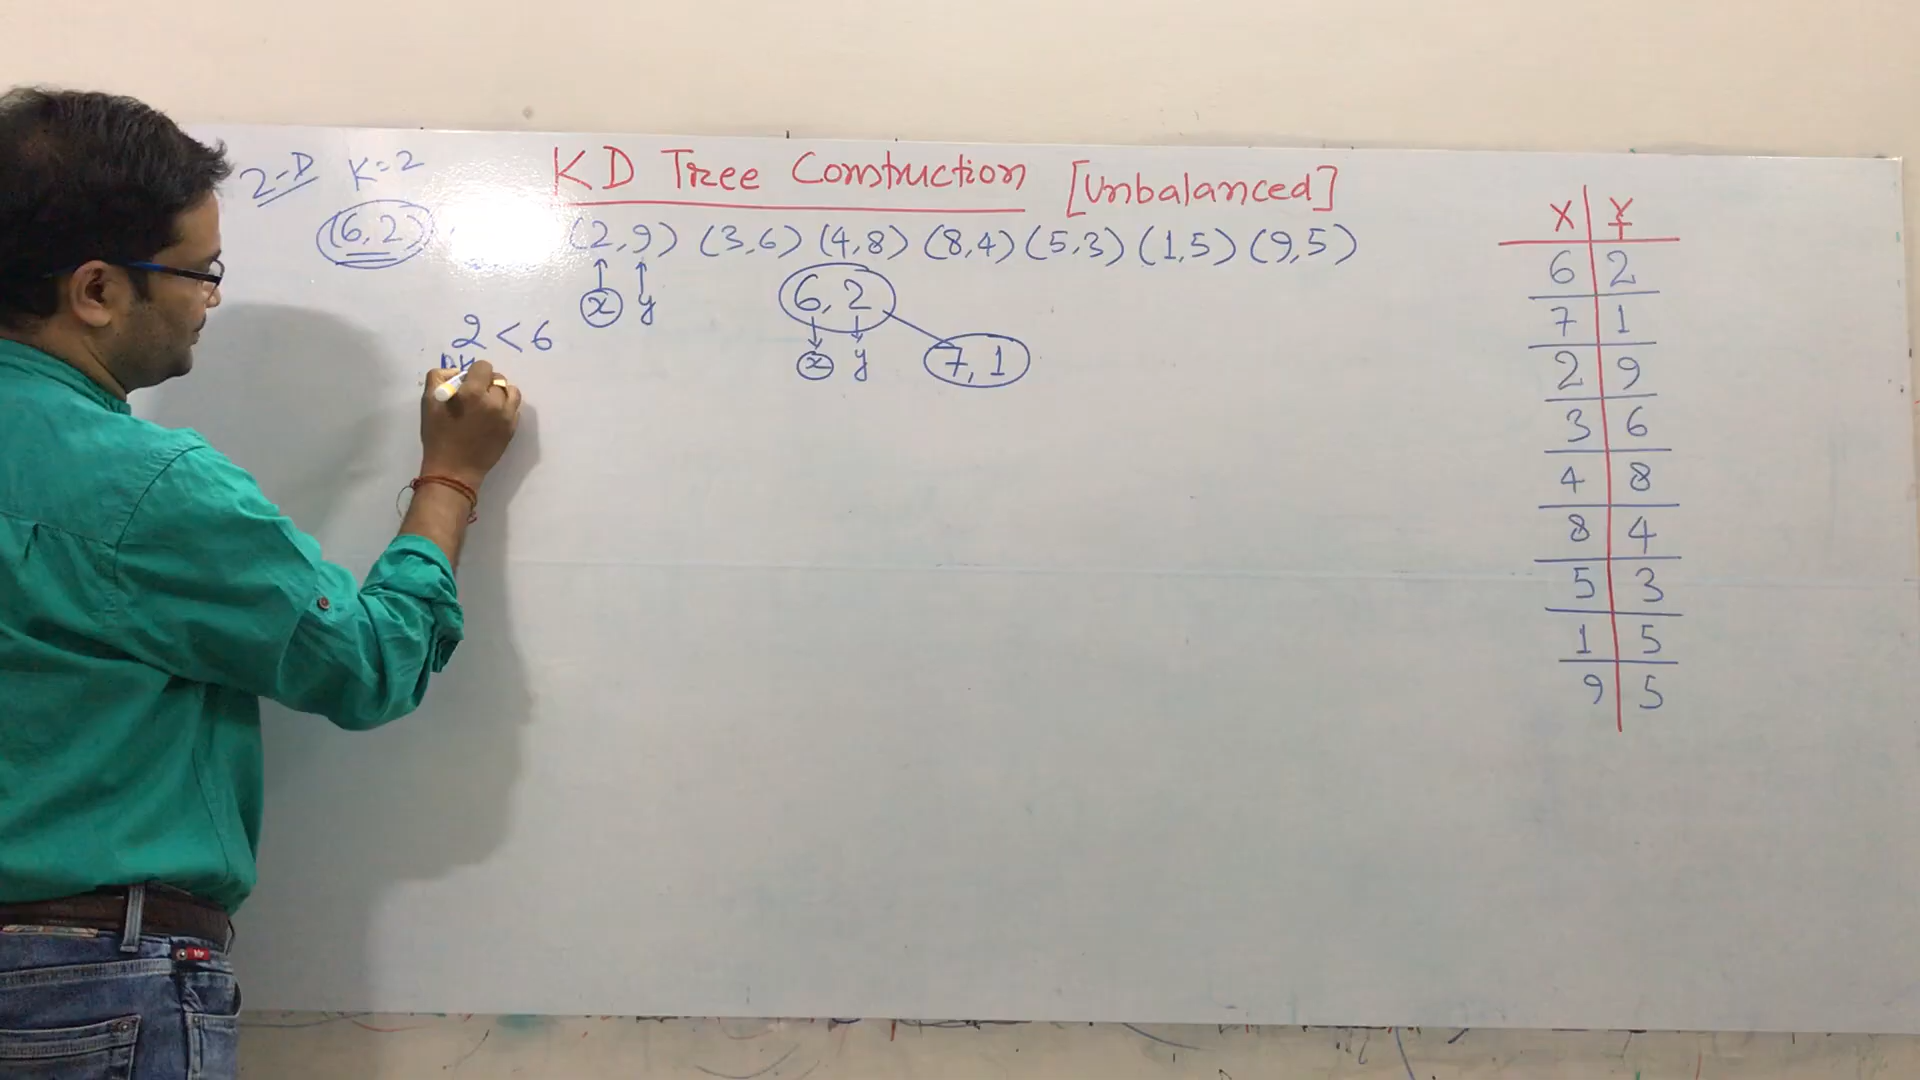 2-D K=2
KD Tree Construction [Unbalanced]
(6,2) (2,9) (3,6) (4,8) (8,4) (5,3) (1,5) (9,5)
x y
2<6
6, 2
x y
7, 1
X Y
6 2
7 1
2 9
3 6
4 8
8 4
5 3
1 5
9 5